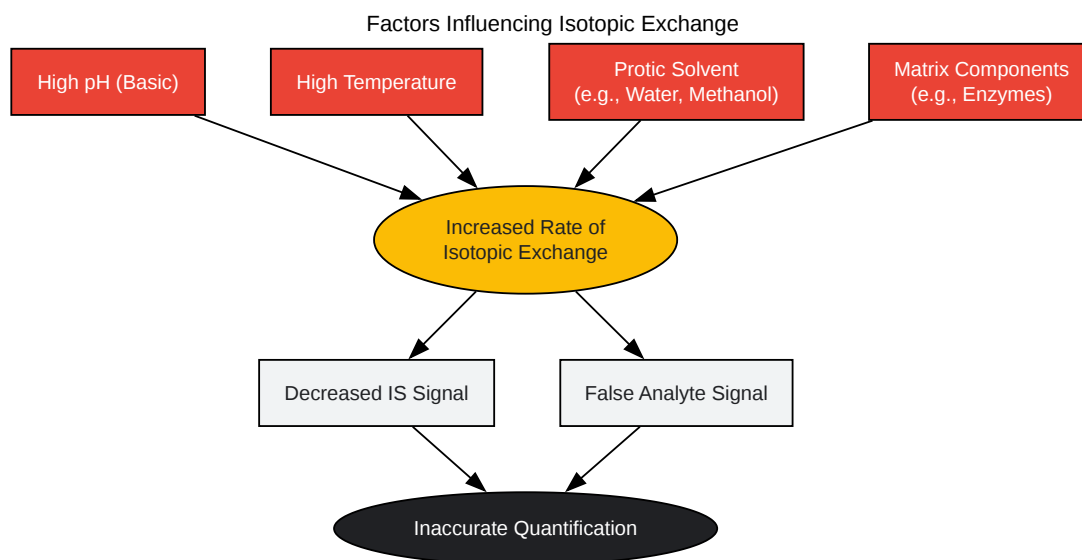 Factors Influencing Isotopic Exchange
High pH (Basic)
High Temperature
Protic Solvent
(e.g., Water, Methanol)
Matrix Components
(e.g., Enzymes)
Increased Rate of
Isotopic Exchange
Decreased IS Signal
False Analyte Signal
Inaccurate Quantification